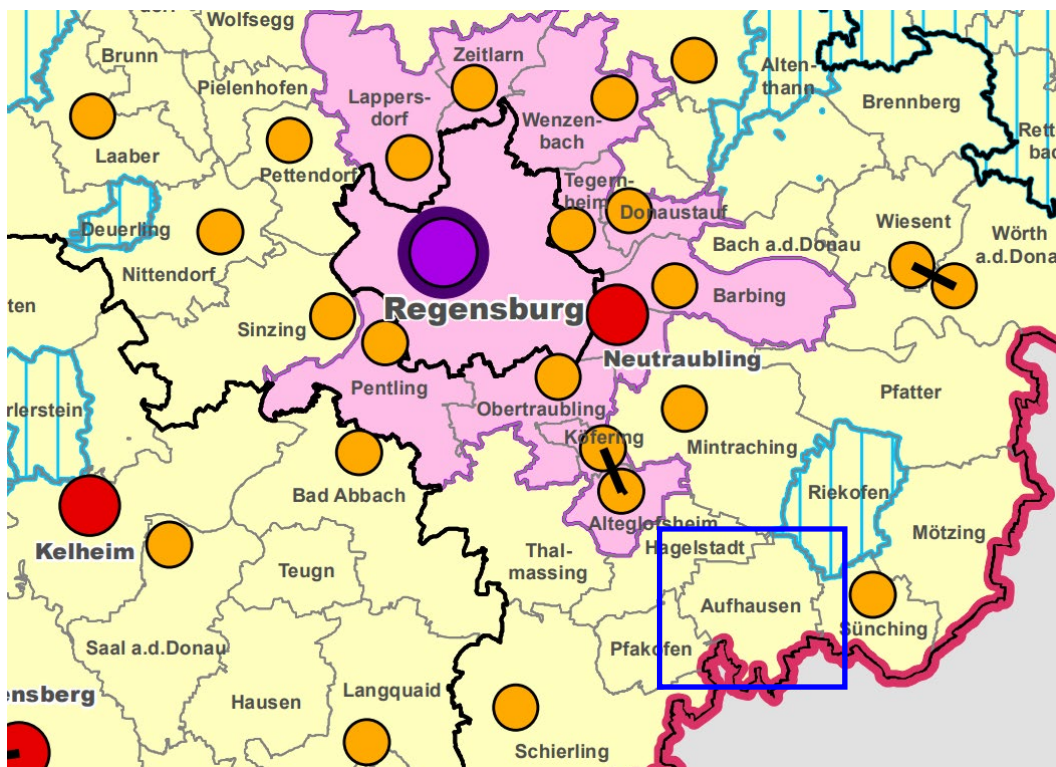 Wolfsegg
Brunn
Zeitlarn
Alten-
thann
Pielenhofen
Lappers-
dorf
Brennberg
Wenzen-
bach
Laaber
Pettendorf
Tegern-
heim
Donaustauf
Deuerling
Wiesent
Wörth
a.d.Dona
Bach a.d.Donau
Nittendorf
Barbing
ten
Sinzing
Regensburg
Neutraubling
Pentling
Pfatter
rlerstein
Obertraubling
Köfering
Mintraching
Bad Abbach
Riekofen
Alteglofsheim
Mötzing
Kelheim
Hagelstadt
Thal-
massing
Teugn
Aufhausen
Sünching
Saal a.d.Donau
Pfakofen
ensberg
Langquaid
Hausen
Schierling